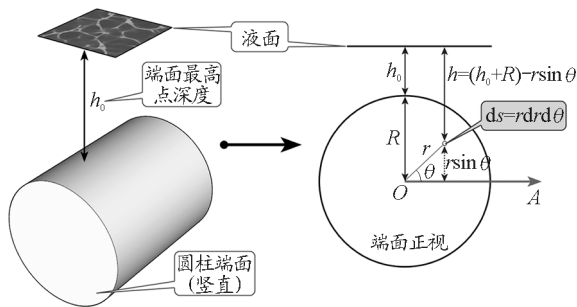 液面
端面最高
点深度
h₀
圆柱端面
(竖直)
h₀
h=(h₀+R)−rsinθ
ds=rdrdθ
R
r
θ
rsinθ
O
A
端面正视